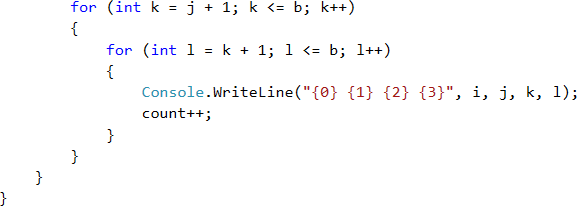 for (int k = j + 1; k <= b; k++)
{
for (int l = k + 1; l <= b; l++)
{
Console.WriteLine("{0} {1} {2} {3}", i, j, k, l);
count++;
}
}
}
}